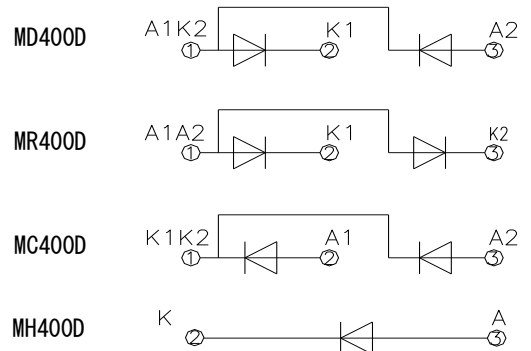 MD400D A1K2 K1 A2
1 2 3
MR400D A1A2 K1 K2
1 2 3
MC400D K1K2 A1 A2
1 2 3
MH400D K A
2 3